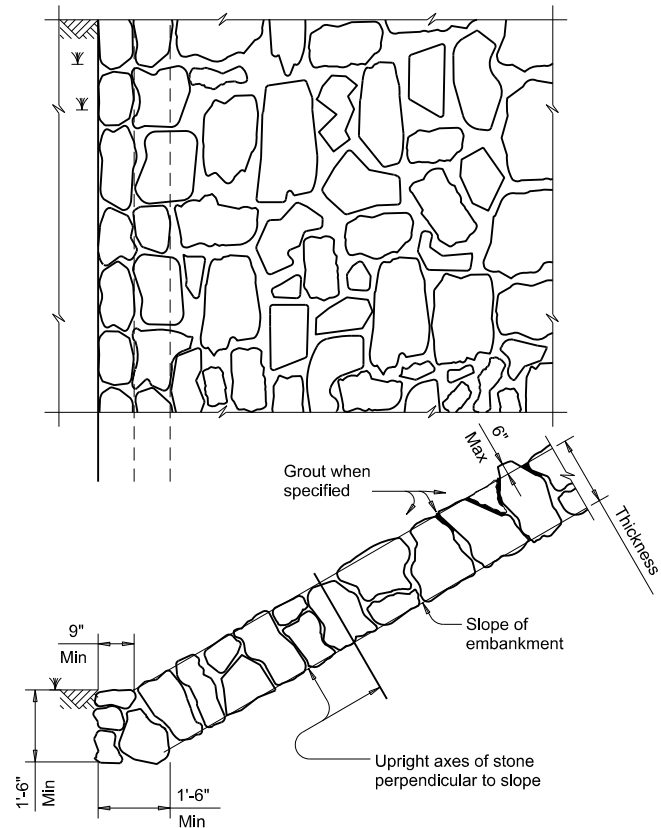 6"
Max
Grout when
specified
Thickness
9"
Min
Slope of
embankment
1'-6"
Min
Upright axes of stone
perpendicular to slope
1'-6"
Min